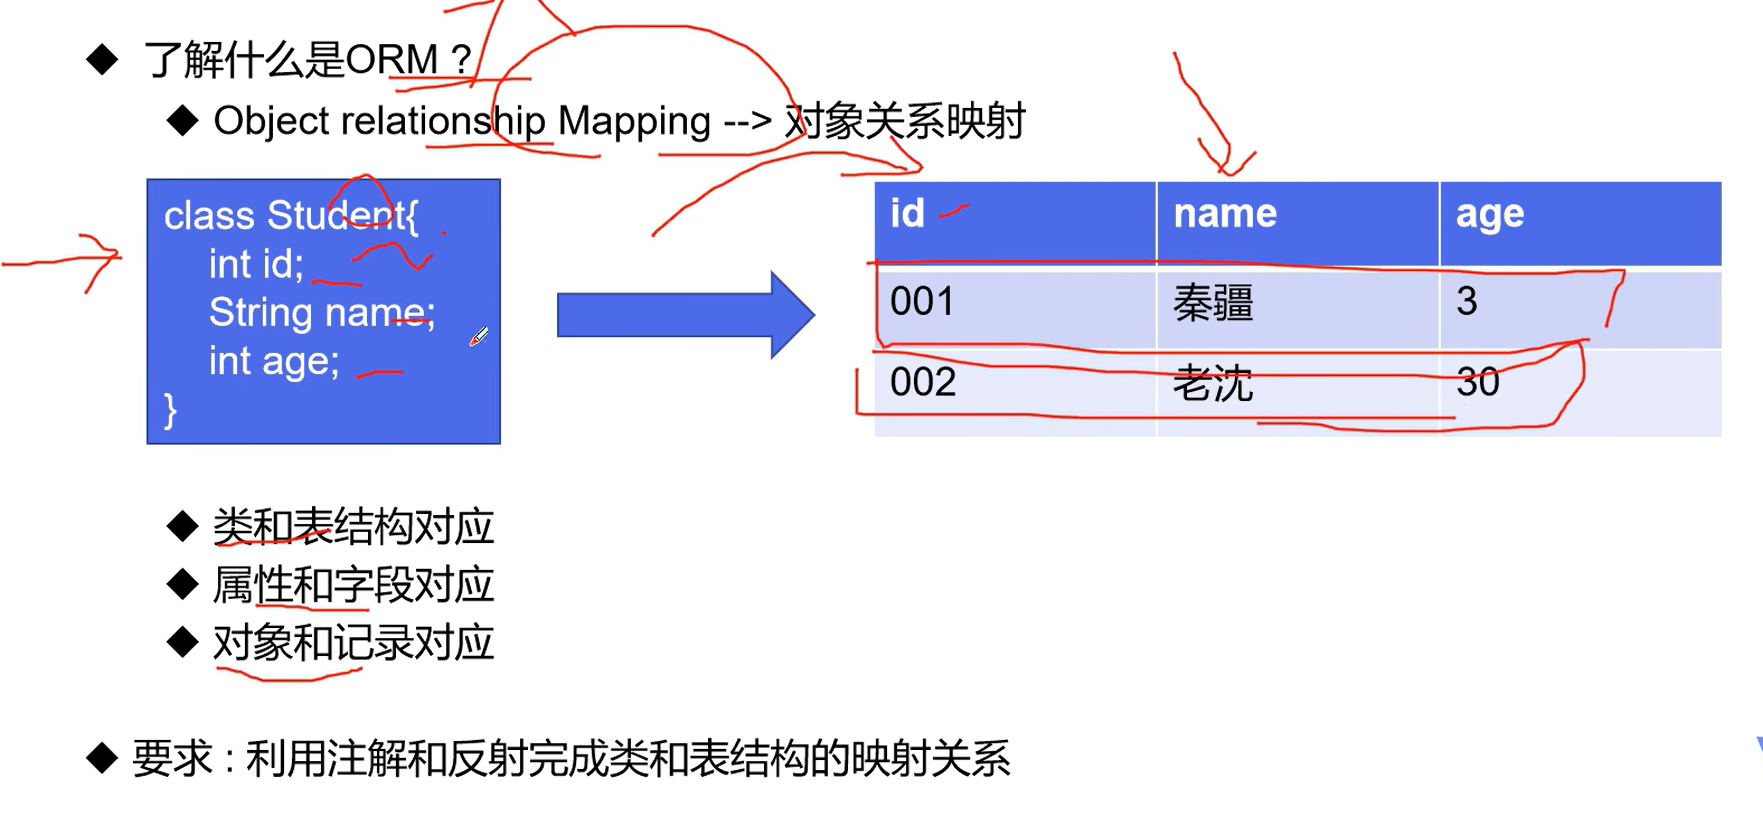 ◆ 了解什么是ORM？
◆ Object relationship Mapping --> 对象关系映射
class Student{
int id;
String name;
int age;
}
id name age
001 秦疆 3
002 老沈 30
◆ 类和表结构对应
◆ 属性和字段对应
◆ 对象和记录对应
◆ 要求：利用注解和反射完成类和表结构的映射关系